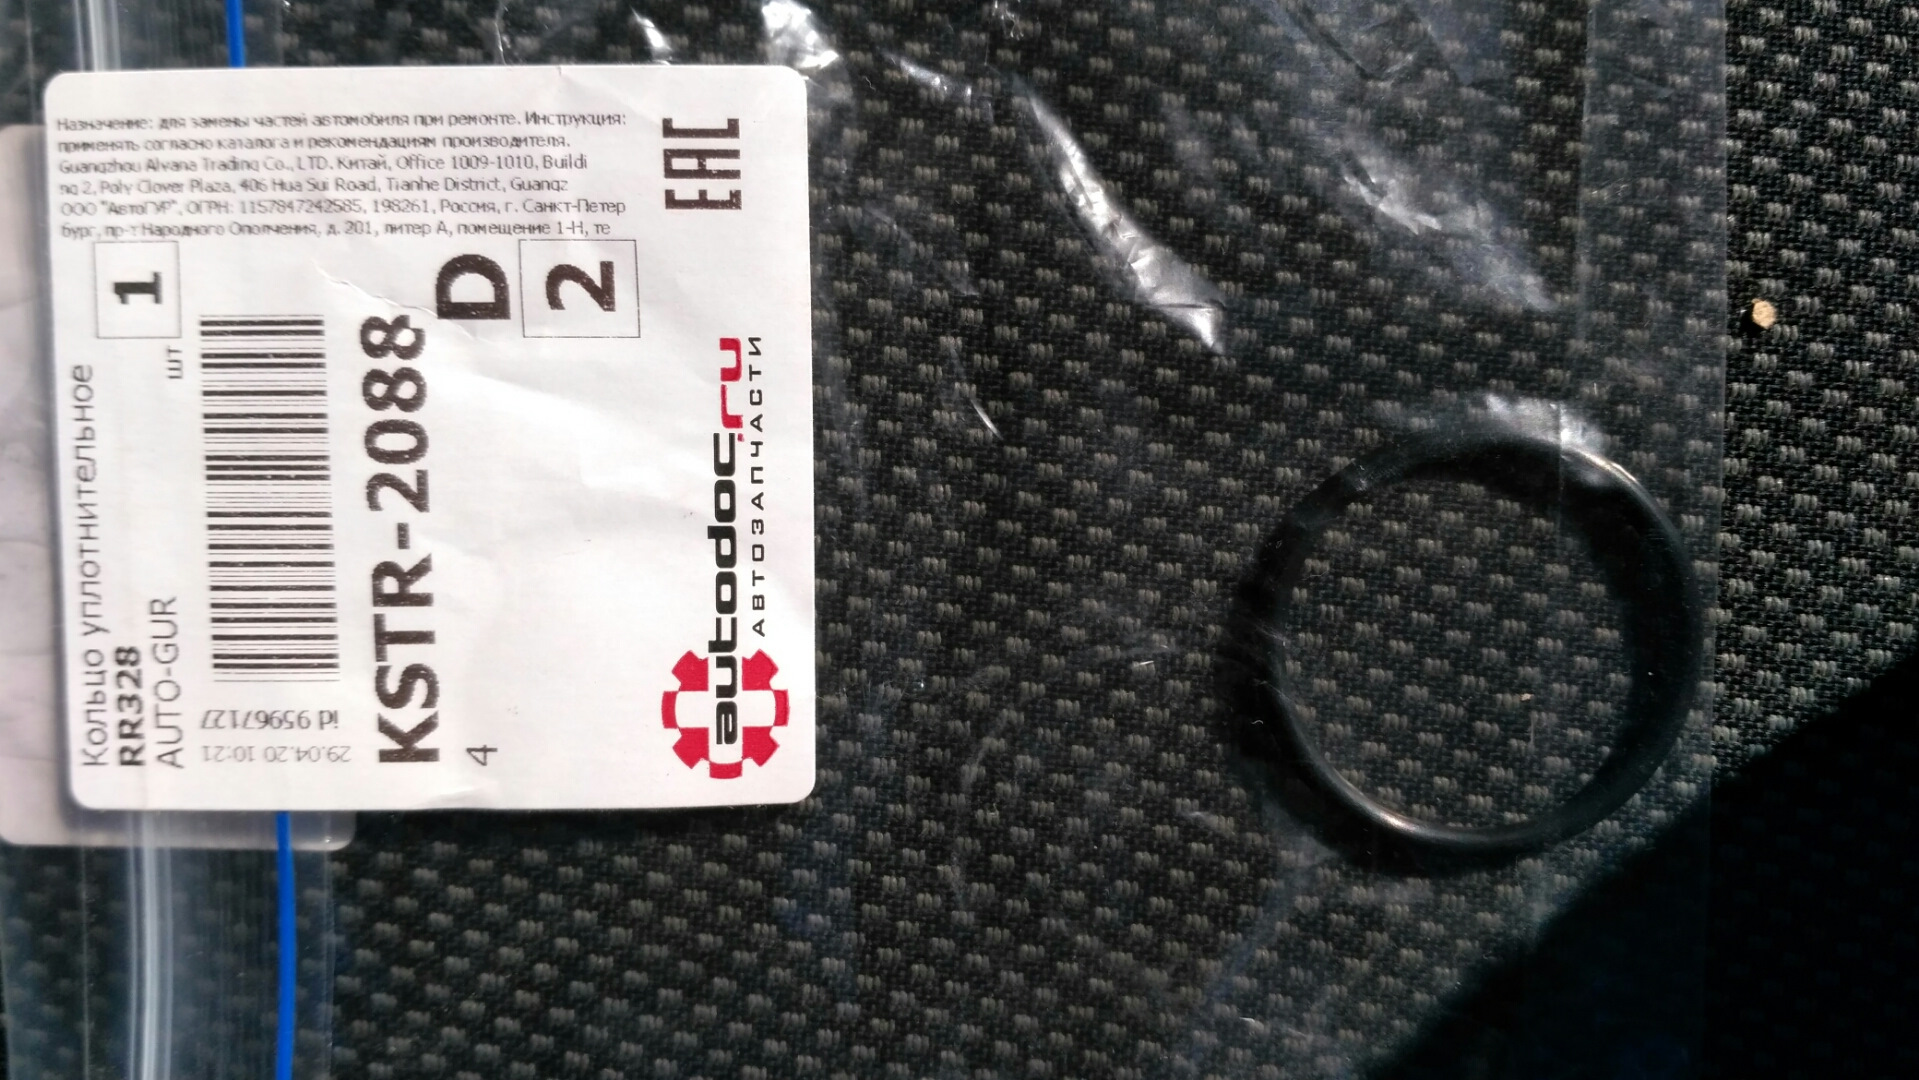 Назначение: для замены частей автомобиля при ремонте. Инструкция:
применять согласно каталога и рекомендациям производителя.
Guangzhou Alvana Trading Co., LTD. Китай, Office 1009-1010, Buildi
ng 2, Poly Clover Plaza, 406 Hua Sui Road, Tianhe District, Guangz
ООО "АвтоГУР", ОГРН: 1157847242585, 198261, Россия, г. Санкт-Петер
бург, пр-т Народного Ополчения, д. 201, литер А, помещение 1-Н, те
EAC
Кольцо уплотнительное
RR328
AUTO-GUR
1
шт
id 95967127
29.04.20 10:21
KSTR-2088
D
2
4
autodoc.ru
АВТОЗАПЧАСТИ